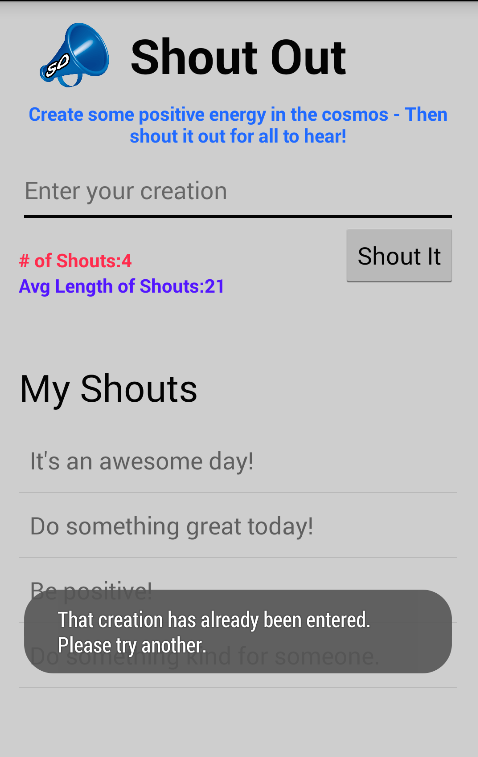 SO
Shout Out
Create some positive energy in the cosmos - Then
shout it out for all to hear!
Enter your creation
Shout It
# of Shouts:4
Avg Length of Shouts:21
My Shouts
It's an awesome day!
Do something great today!
Be positive!
That creation has already been entered.
Please try another.
Do something kind for someone.